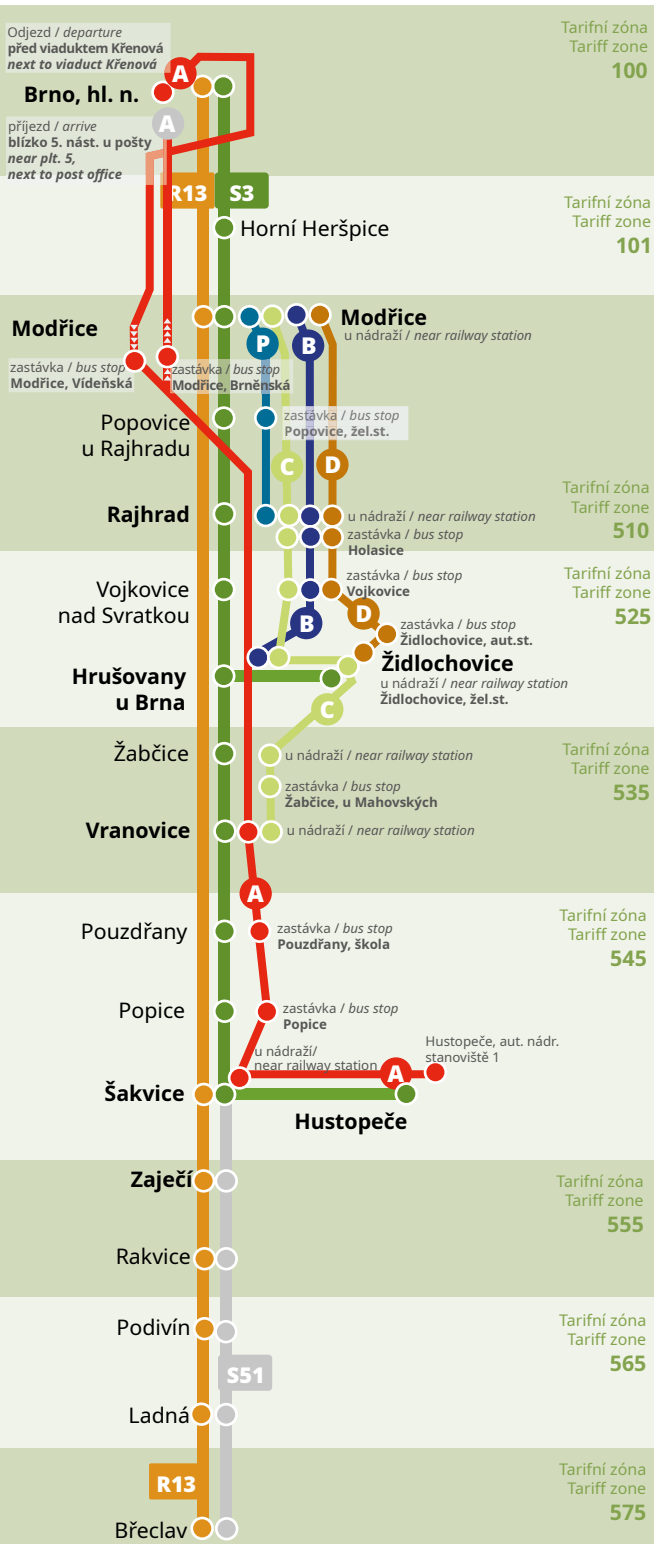 Odjezd / departure
před viaduktem Křenová
next to viaduct Křenová
A
Brno, hl. n.
A
příjezd / arrive
blízko 5. nást. u pošty
near plt. 5,
next to post office
Tarifní zóna
Tariff zone
100
R13
S3
Horní Heršpice
Tarifní zóna
Tariff zone
101
Modřice
zastávka / bus stop
Modřice, Vídeňská
zastávka / bus stop
Modřice, Brněnská
Modřice
u nádraží / near railway station
P
B
Popovice
u Rajhradu
zastávka / bus stop
Popovice, žel.st.
C
D
Rajhrad
u nádraží / near railway station
zastávka / bus stop
Holasice
Tarifní zóna
Tariff zone
510
Vojkovice
nad Svratkou
zastávka / bus stop
Vojkovice
Tarifní zóna
Tariff zone
525
D
B
zastávka / bus stop
Židlochovice, aut.st.
Židlochovice
u nádraží / near railway station
Židlochovice, žel.st.
Hrušovany
u Brna
C
Žabčice
u nádraží / near railway station
zastávka / bus stop
Žabčice, u Mahovských
Vranovice
u nádraží / near railway station
Tarifní zóna
Tariff zone
535
A
Pouzdřany
zastávka / bus stop
Pouzdřany, škola
Tarifní zóna
Tariff zone
545
Popice
zastávka / bus stop
Popice
u nádraží/
near railway station
A
Hustopeče, aut. nádr.
stanoviště 1
Šakvice
Hustopeče
Zaječí
Tarifní zóna
Tariff zone
555
Rakvice
Podivín
Tarifní zóna
Tariff zone
565
S51
Ladná
R13
Tarifní zóna
Tariff zone
575
Břeclav